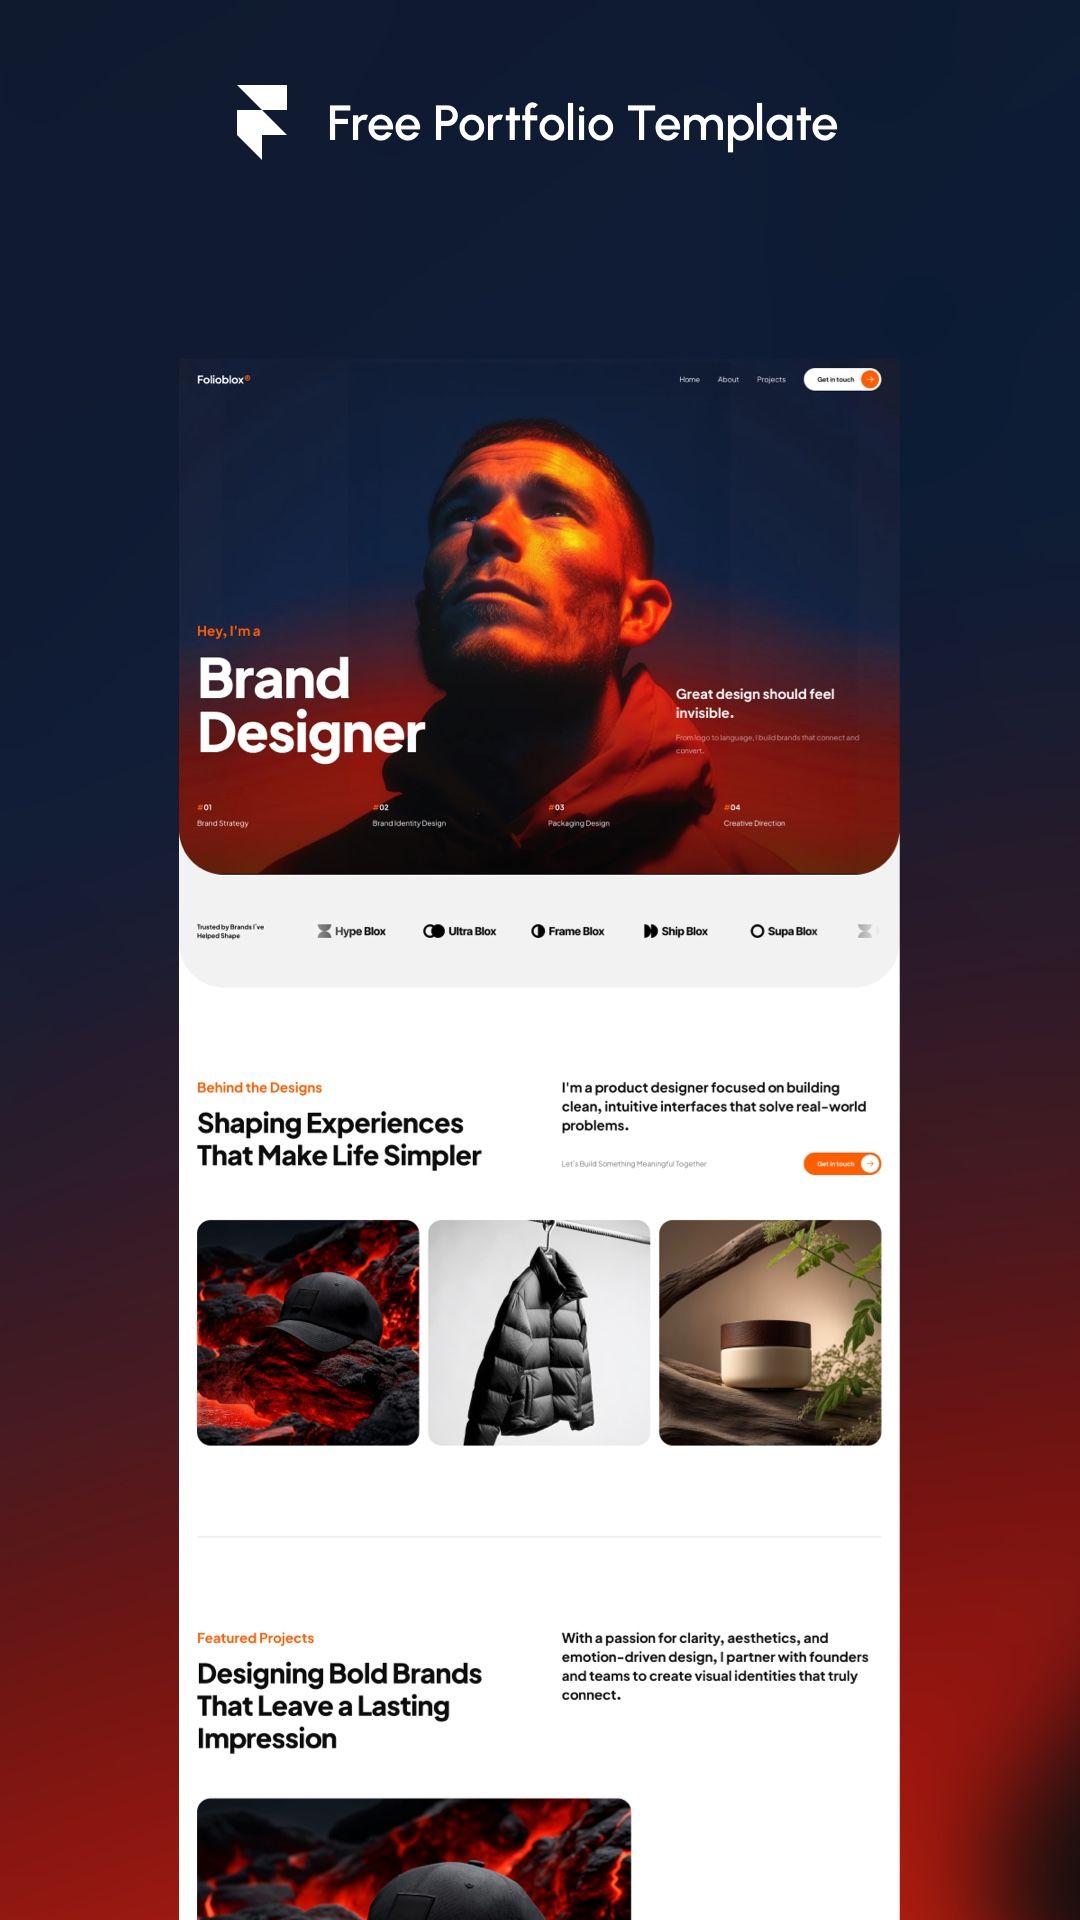 Free Portfolio Template
Folioblox®
Home
About
Projects
Get in touch
Hey, I'm a
Brand
Designer
Great design should feel
invisible.
From logo to language, I build brands that connect and
convert.
#01
Brand Strategy
#02
Brand Identity Design
#03
Packaging Design
#04
Creative Direction
Trusted by Brands I've
Helped Shape
Hype Blox
Ultra Blox
Frame Blox
Ship Blox
Supa Blox
Behind the Designs
Shaping Experiences
That Make Life Simpler
I'm a product designer focused on building
clean, intuitive interfaces that solve real-world
problems.
Let's Build Something Meaningful Together
Get in touch
Featured Projects
Designing Bold Brands
That Leave a Lasting
Impression
With a passion for clarity, aesthetics, and
emotion-driven design, I partner with founders
and teams to create visual identities that truly
connect.